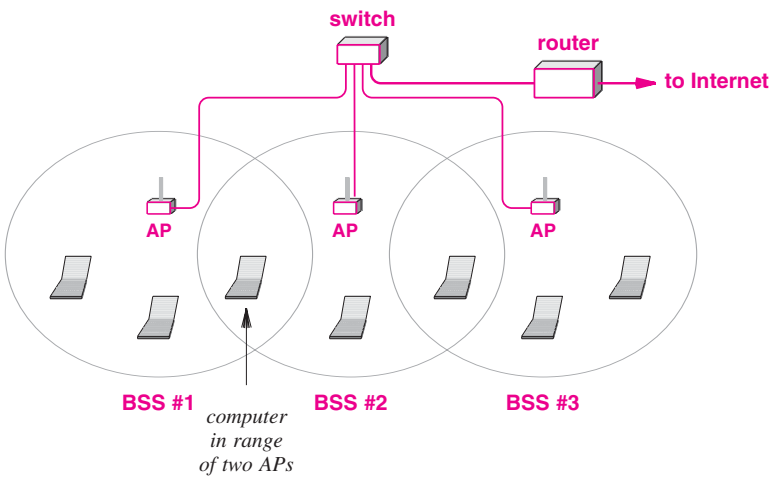 switch
router
to Internet
AP
AP
AP
BSS #1
BSS #2
BSS #3
computer
in range
of two APs